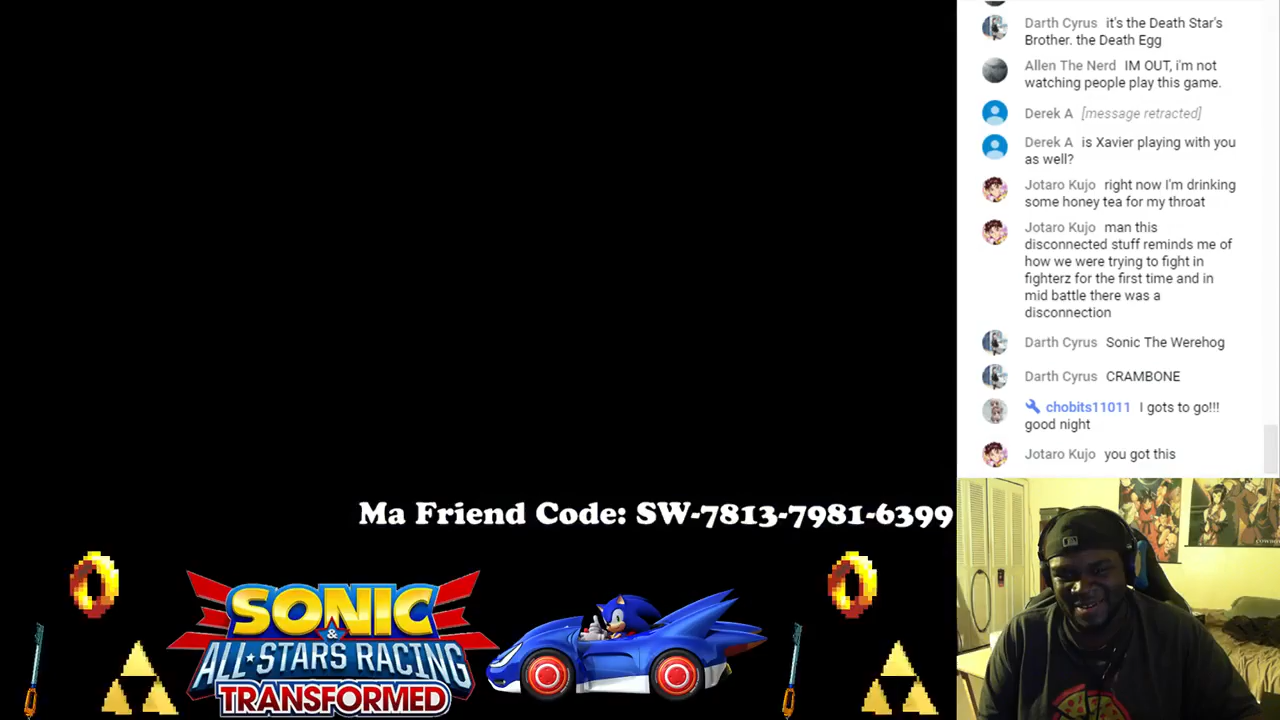 Darth Cyrus it's the Death Star's
Brother. the Death Egg
Allen The Nerd IM OUT, i'm not
watching people play this game.
Derek A [message retracted]
Derek A is Xavier playing with you
as well?
Jotaro Kujo right now I'm drinking
some honey tea for my throat
Jotaro Kujo man this
disconnected stuff reminds me of
how we were trying to fight in
fighterz for the first time and in
mid battle there was a
disconnection
Darth Cyrus Sonic The Werehog
Darth Cyrus CRAMBONE
chobits11011 I gots to go!!!
good night
Jotaro Kujo you got this
Ma Friend Code: SW-7813-7981-6399
SONIC
&
ALL★STARS RACING
TRANSFORMED